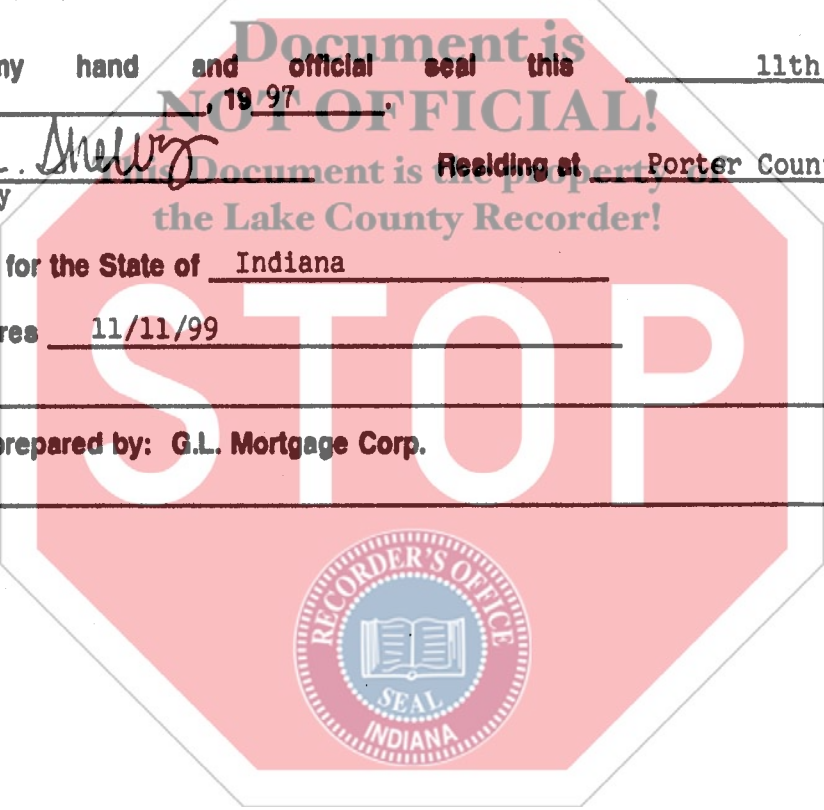 Document is
ny hand and official seal this 11th
, 19 97 .
NOT OFFICIAL!
This Document is the property of
Residing at Porter Coun
y
the Lake County Recorder!
for the State of Indiana
res 11/11/99
STOP
prepared by: G.L. Mortgage Corp.
RECORDER'S OFFICE
SEAL
INDIANA